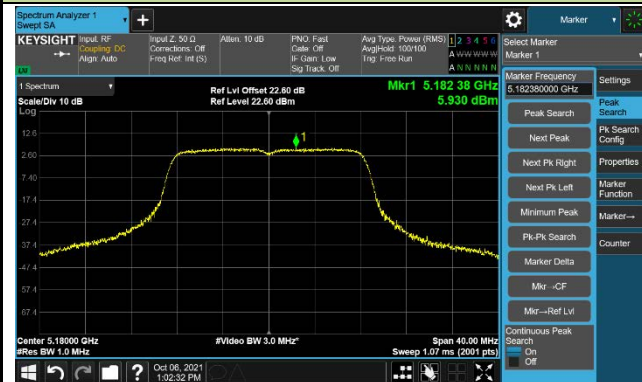 Spectrum Analyzer 1
Swept SA
+
Marker
KEYSIGHT
Input: RF
Coupling: DC
Align: Auto
Input Z: 50 Ω
Corrections: Off
Freq Ref: Int (S)
Atten: 10 dB
PNO: Fast
Gate: Off
IF Gain: Low
Sig Track: Off
Avg Type: Power (RMS)
Avg|Hold: 100/100
Trig: Free Run
1 2 3 4 5 6
A W W W W W
A N N N N N
LM
Select Marker
Marker 1
1 Spectrum
Scale/Div 10 dB
Log
Ref Lvl Offset 22.60 dB
Ref Level 22.60 dBm
Mkr1 5.182 38 GHz
5.930 dBm
1
12.6
2.60
-7.40
-17.4
-27.4
-37.4
-47.4
-57.4
-67.4
Center 5.18000 GHz
#Res BW 1.0 MHz
#Video BW 3.0 MHz*
Span 40.00 MHz
Sweep 1.07 ms (2001 pts)
Marker Frequency
5.182380000 GHz
Peak Search
Next Peak
Next Pk Right
Next Pk Left
Minimum Peak
Pk-Pk Search
Marker Delta
Mkr→CF
Mkr→Ref Lvl
Continuous Peak
Search
On
Off
Settings
Peak
Search
Pk Search
Config
Properties
Marker
Function
Marker→
Counter
?
Oct 06, 2021
1:02:32 PM